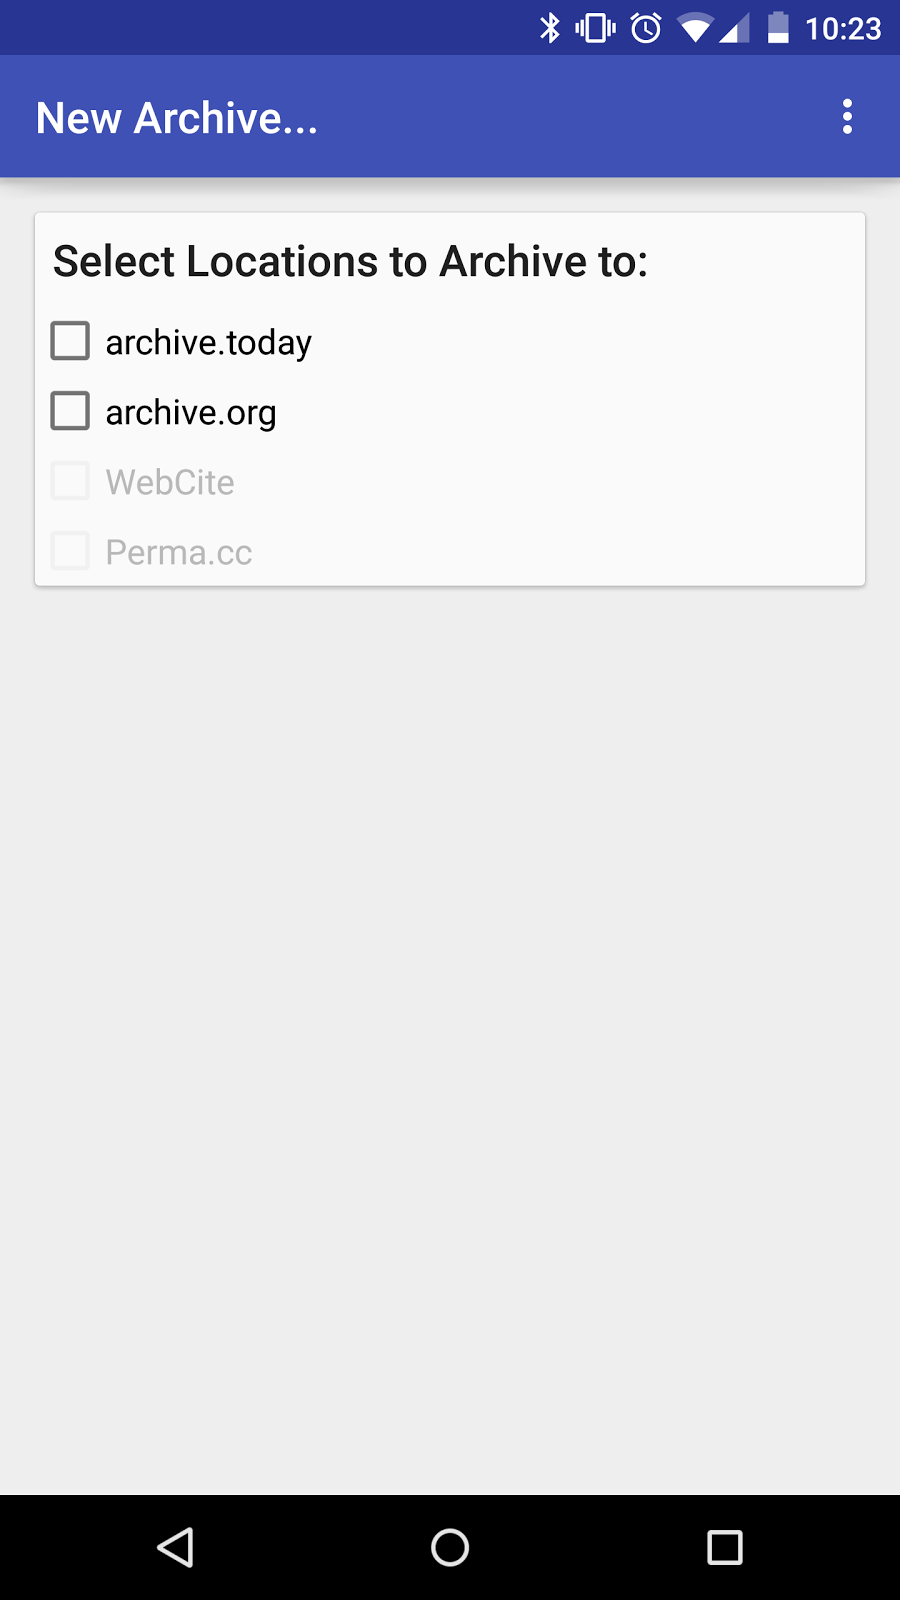 10:23
New Archive...
Select Locations to Archive to:
archive.today
archive.org
WebCite
Perma.cc